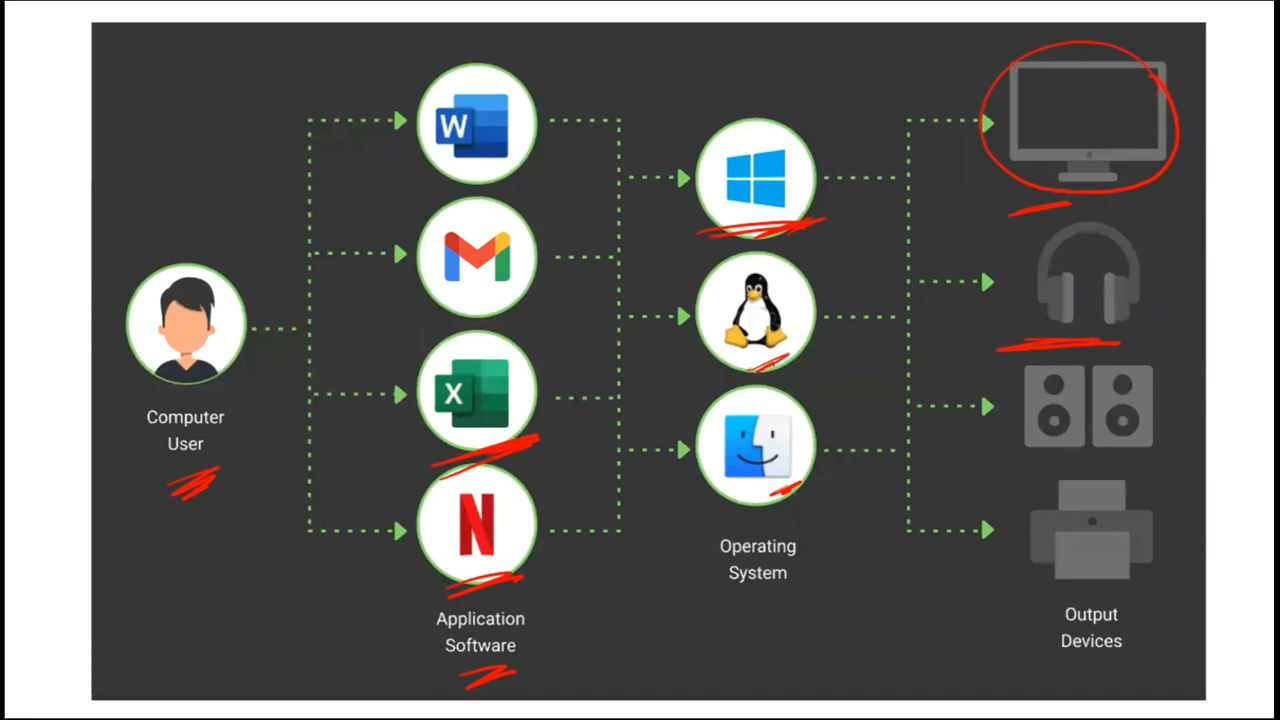 W
X
N
Computer
User
Application
Software
Operating
System
Output
Devices